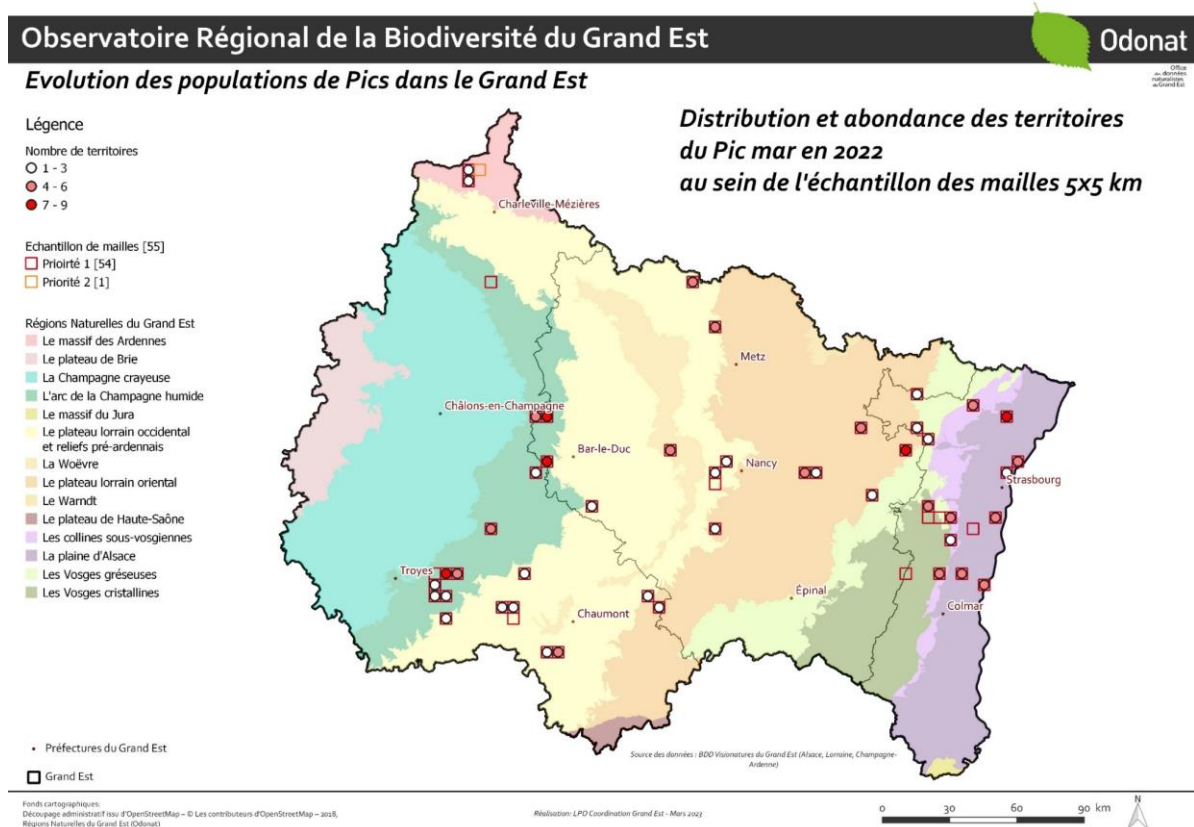 Observatoire Régional de la Biodiversité du Grand Est
Odonat
Office
des données
naturalistes
du Grand Est
Evolution des populations de Pics dans le Grand Est
Distribution et abondance des territoires
du Pic mar en 2022
au sein de l'échantillon des mailles 5x5 km
Légende
Nombre de territoires
1 - 3
4 - 6
7 - 9
Echantillon de mailles [55]
Prioirté 1 [54]
Priorité 2 [1]
Régions Naturelles du Grand Est
Le massif des Ardennes
Le plateau de Brie
La Champagne crayeuse
L'arc de la Champagne humide
Le massif du Jura
Le plateau lorrain occidental
et reliefs pré-ardennais
La Woëvre
Le plateau lorrain oriental
Le Warndt
Le plateau de Haute-Saône
Les collines sous-vosgiennes
La plaine d'Alsace
Les Vosges gréseuses
Les Vosges cristallines
Charleville-Mézières
Metz
Châlons-en-Champagne
Bar-le-Duc
Nancy
Strasbourg
Troyes
Épinal
Chaumont
Colmar
Préfectures du Grand Est
Grand Est
Source des données : BDD Visionatures du Grand Est (Alsace, Lorraine, Champagne-
Ardenne)
Fonds cartographiques:
Découpage administratif issu d'OpenStreetMap – © Les contributeurs d'OpenStreetMap – 2018,
Régions Naturelles du Grand Est (Odonat)
Réalisation: LPO Coordination Grand Est - Mars 2023
0 30 60 90 km
N